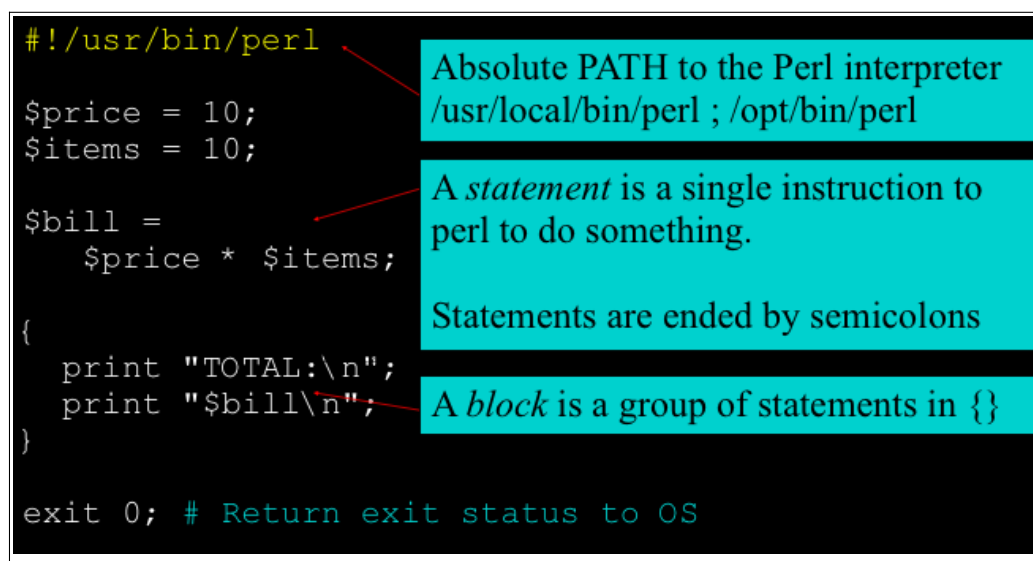 #!/usr/bin/perl
Absolute PATH to the Perl interpreter
/usr/local/bin/perl ; /opt/bin/perl
$price = 10;
$items = 10;
A statement is a single instruction to
perl to do something.
Statements are ended by semicolons
$bill =
$price * $items;
{
print "TOTAL:\n";
print "$bill\n";
}
A block is a group of statements in {}
exit 0; # Return exit status to OS